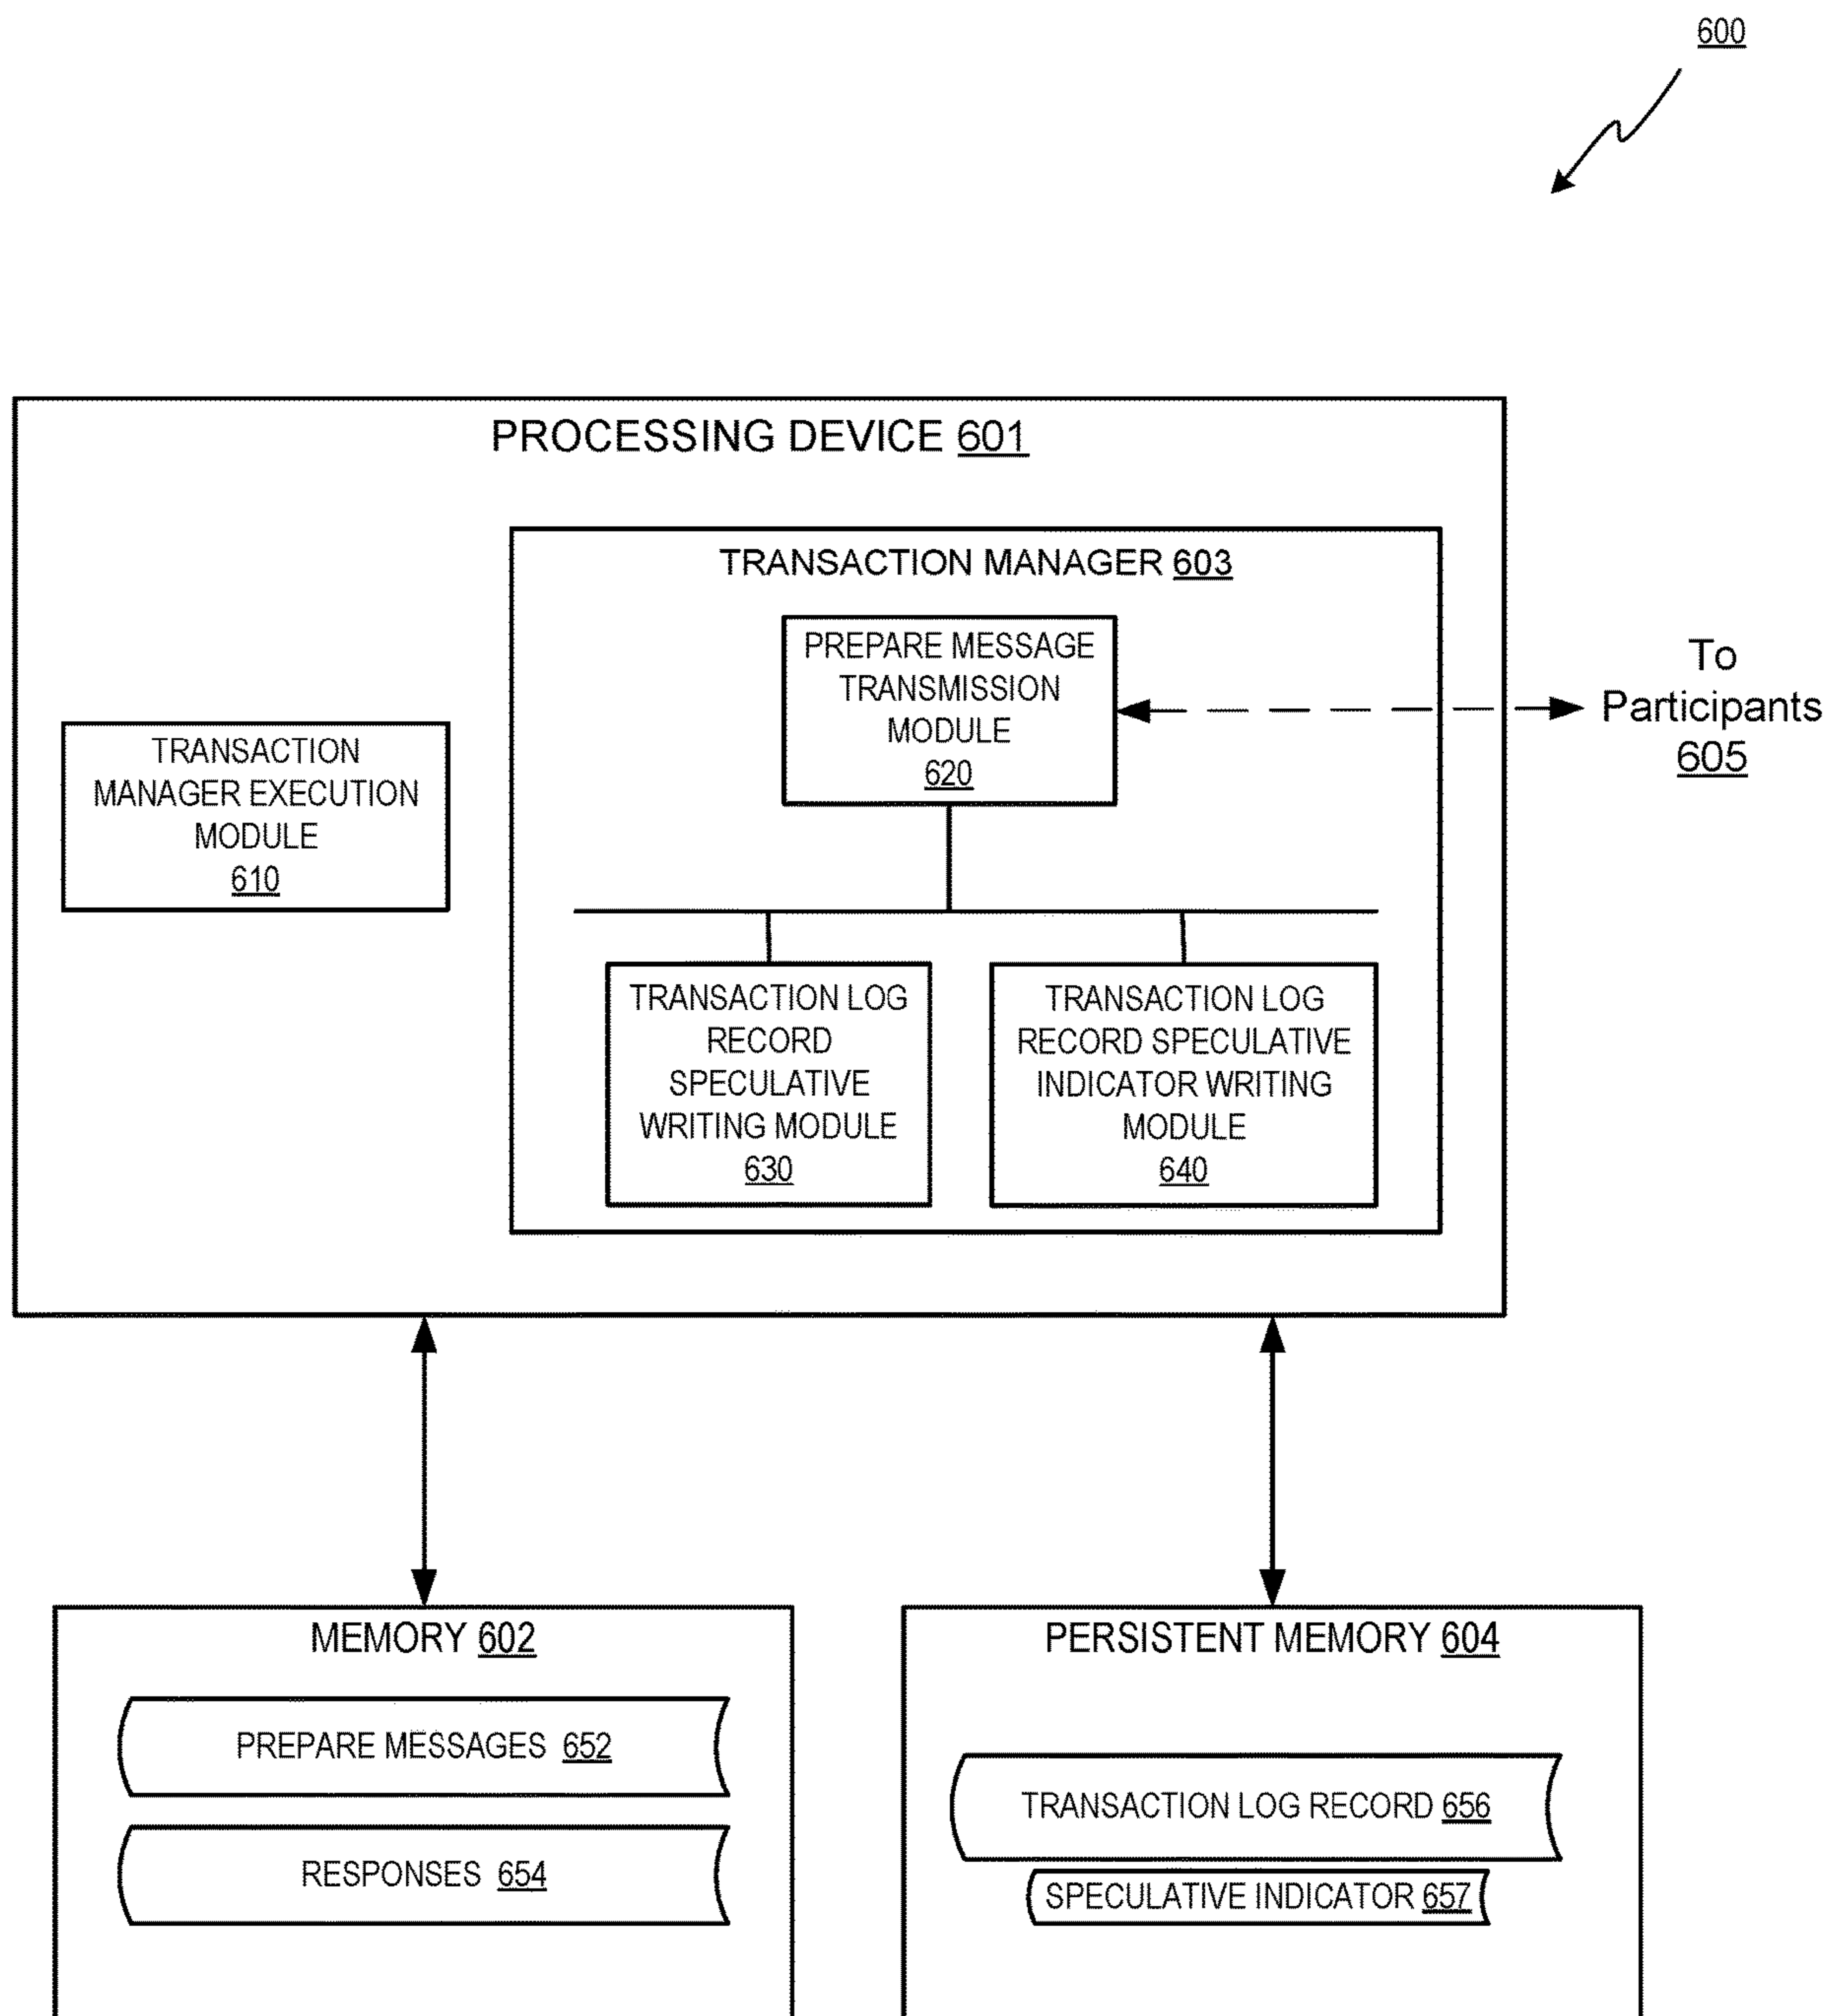 600
PROCESSING DEVICE 601
TRANSACTION MANAGER 603
PREPARE MESSAGE
TRANSMISSION
MODULE
620
To
Participants
605
TRANSACTION
MANAGER EXECUTION
MODULE
610
TRANSACTION LOG
RECORD
SPECULATIVE
WRITING MODULE
630
TRANSACTION LOG
RECORD SPECULATIVE
INDICATOR WRITING
MODULE
640
MEMORY 602
PREPARE MESSAGES 652
RESPONSES 654
PERSISTENT MEMORY 604
TRANSACTION LOG RECORD 656
SPECULATIVE INDICATOR 657